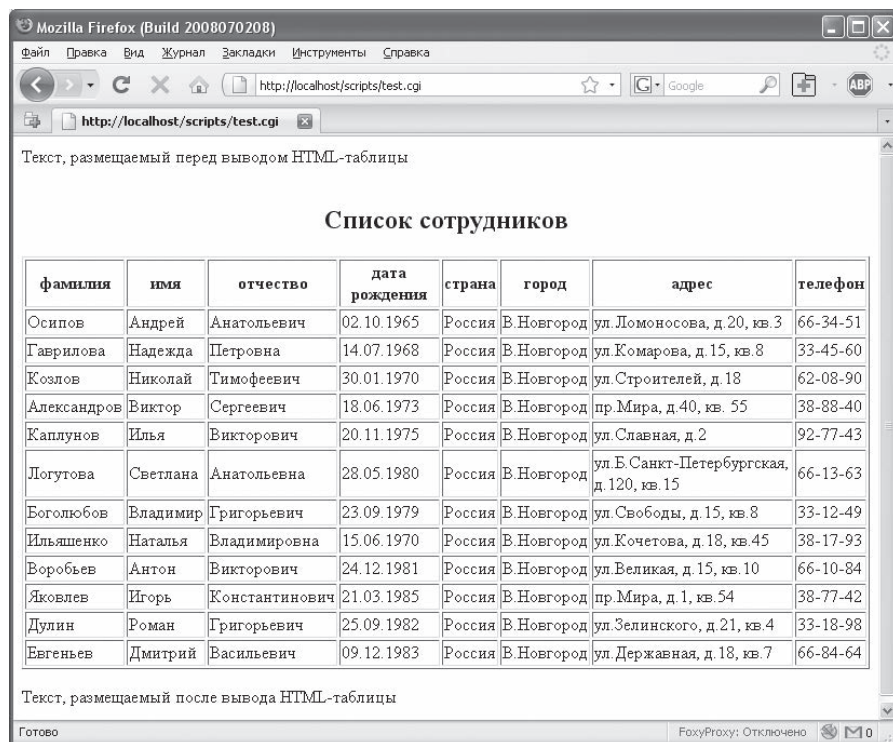 Mozilla Firefox (Build 2008070208)
Файл Правка Вид Журнал Закладки Инструменты Справка
http://localhost/scripts/test.cgi G Google ABP
http://localhost/scripts/test.cgi
Текст, размещаемый перед выводом HTML-таблицы
Список сотрудников
фамилия имя отчество дата рождения страна город адрес телефон
Осипов Андрей Анатольевич 02.10.1965 Россия В.Новгород ул.Ломоносова, д.20, кв.3 66-34-51
Гаврилова Надежда Петровна 14.07.1968 Россия В.Новгород ул.Комарова, д.15, кв.8 33-45-60
Козлов Николай Тимофеевич 30.01.1970 Россия В.Новгород ул.Строителей, д.18 62-08-90
Александров Виктор Сергеевич 18.06.1973 Россия В.Новгород пр.Мира, д.40, кв. 55 38-88-40
Каплунов Илья Викторович 20.11.1975 Россия В.Новгород ул.Славная, д.2 92-77-43
Логутова Светлана Анатольевна 28.05.1980 Россия В.Новгород ул.Б.Санкт-Петербургская, д.120, кв.15 66-13-63
Боголюбов Владимир Григорьевич 23.09.1979 Россия В.Новгород ул.Свободы, д.15, кв.8 33-12-49
Ильяшенко Наталья Владимировна 15.06.1970 Россия В.Новгород ул.Кочетова, д.18, кв.45 38-17-93
Воробьев Антон Викторович 24.12.1981 Россия В.Новгород ул.Великая, д.15, кв.10 66-10-84
Яковлев Игорь Константинович 21.03.1985 Россия В.Новгород пр.Мира, д.1, кв.54 38-77-42
Дулин Роман Григорьевич 25.09.1982 Россия В.Новгород ул.Зелинского, д.21, кв.4 33-18-98
Евгеньев Дмитрий Васильевич 09.12.1983 Россия В.Новгород ул.Державная, д.18, кв.7 66-84-64
Текст, размещаемый после вывода HTML-таблицы
Готово FoxyProxy: Отключено 0